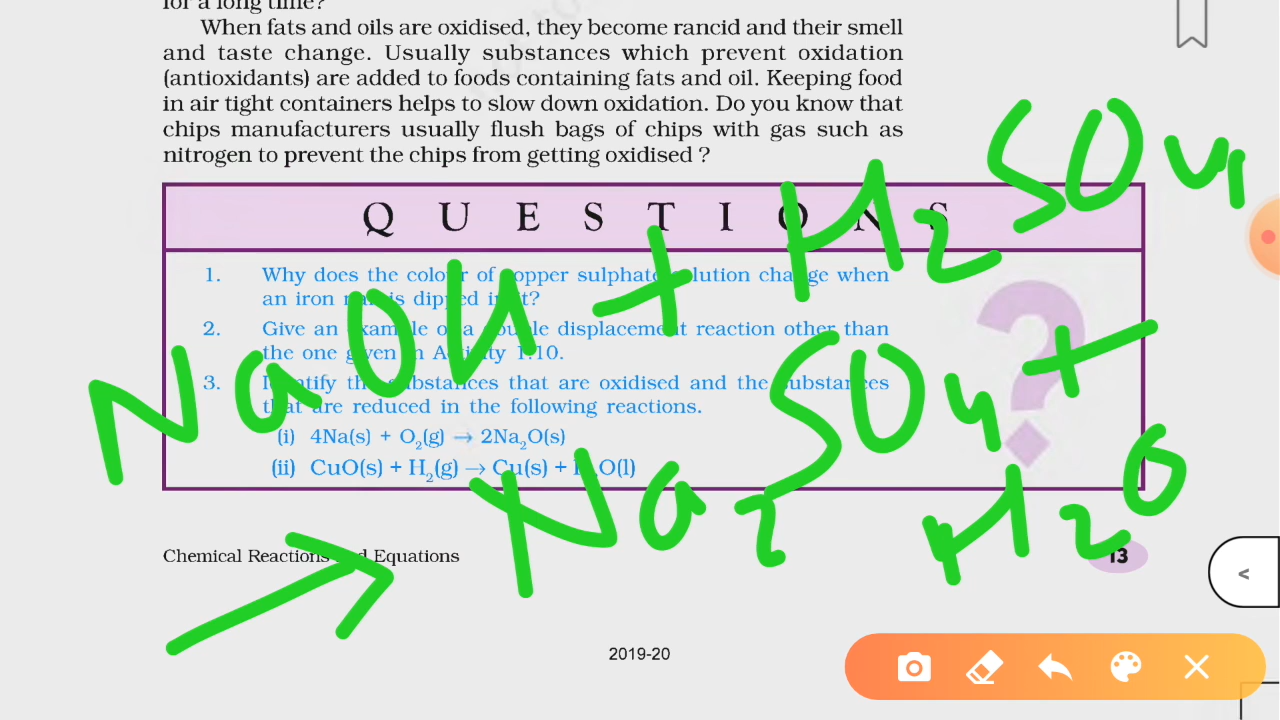 for a long time?
When fats and oils are oxidised, they become rancid and their smell
and taste change. Usually substances which prevent oxidation
(antioxidants) are added to foods containing fats and oil. Keeping food
in air tight containers helps to slow down oxidation. Do you know that
chips manufacturers usually flush bags of chips with gas such as
nitrogen to prevent the chips from getting oxidised ?
QUESTIONS
1. Why does the colour of copper sulphate solution change when
an iron nail is dipped in it?
2. Give an example of a double displacement reaction other than
the one given in Activity 1.10.
3. Identify the substances that are oxidised and the substances
that are reduced in the following reactions.
(i) 4Na(s) + O₂(g) → 2Na₂O(s)
(ii) CuO(s) + H₂(g) → Cu(s) + H₂O(l)
NaOH + H₂SO₄
→ Na₂SO₄ + H₂O
Chemical Reactions and Equations
13
2019-20
<